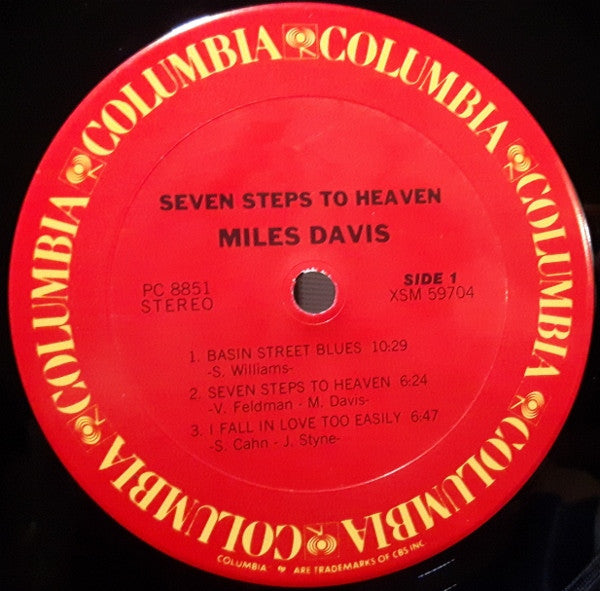 COLUMBIA COLUMBIA COLUMBIA COLUMBIA COLUMBIA COLUMBIA
SEVEN STEPS TO HEAVEN
MILES DAVIS
PC 8851
STEREO
SIDE 1
XSM 59704
1. BASIN STREET BLUES 10:29
-S. Williams-
2. SEVEN STEPS TO HEAVEN 6:24
-V. Feldman - M. Davis-
3. I FALL IN LOVE TOO EASILY 6:47
-S. Cahn - J. Styne-
COLUMBIA ARE TRADEMARKS OF CBS INC.